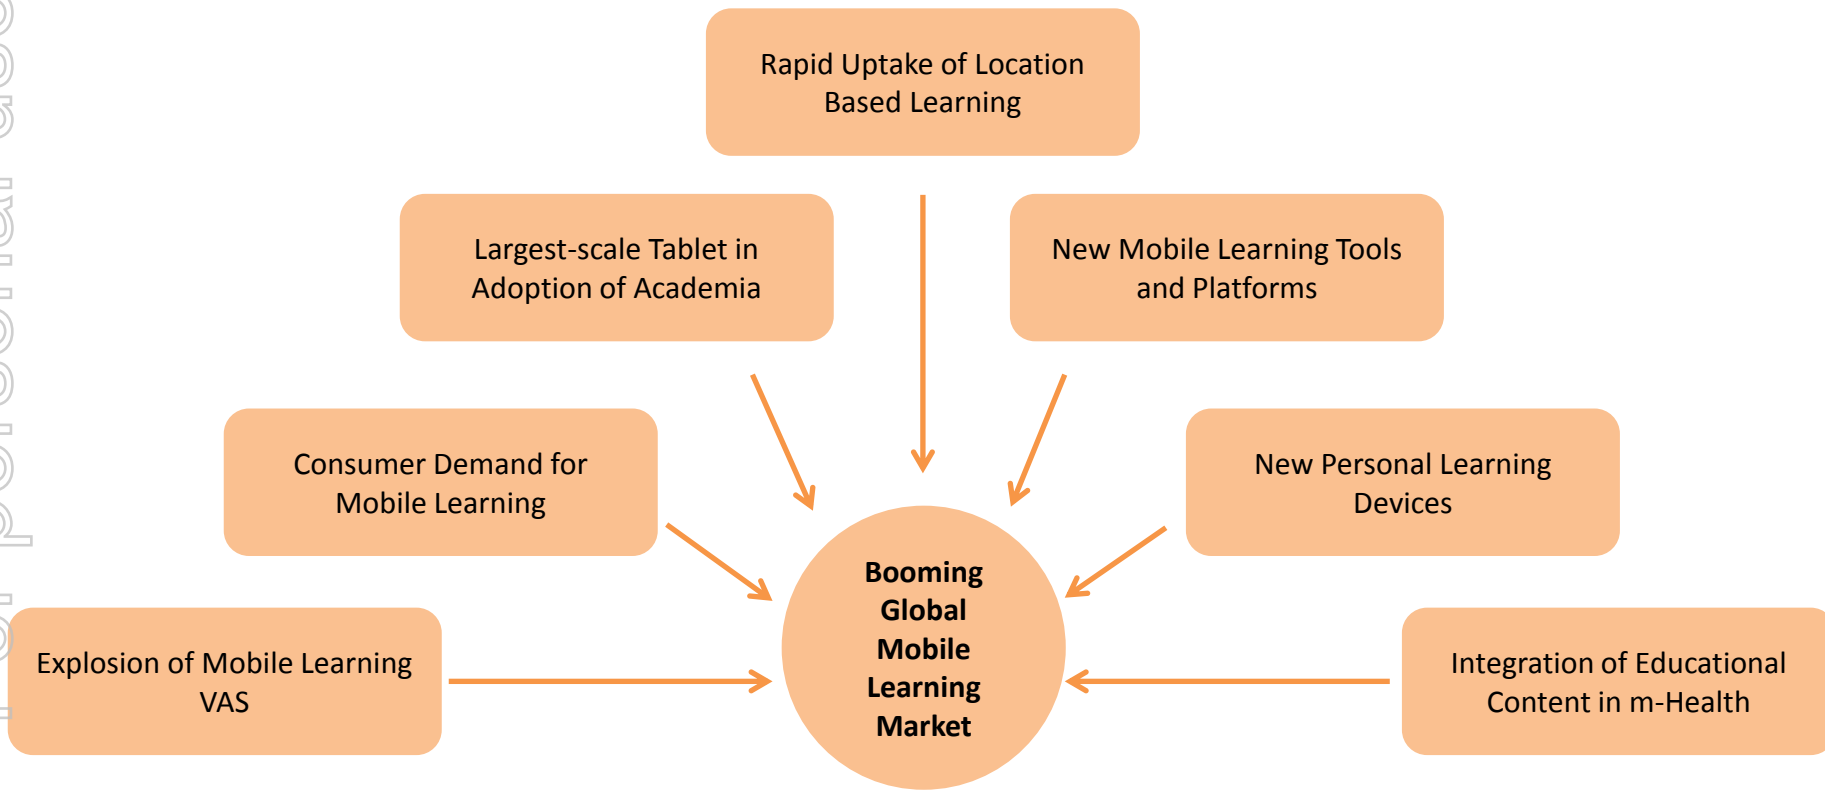 Rapid Uptake of Location
Based Learning
Largest-scale Tablet in
Adoption of Academia
New Mobile Learning Tools
and Platforms
Consumer Demand for
Mobile Learning
New Personal Learning
Devices
Booming
Global
Mobile
Learning
Market
Explosion of Mobile Learning
VAS
Integration of Educational
Content in m-Health
personal